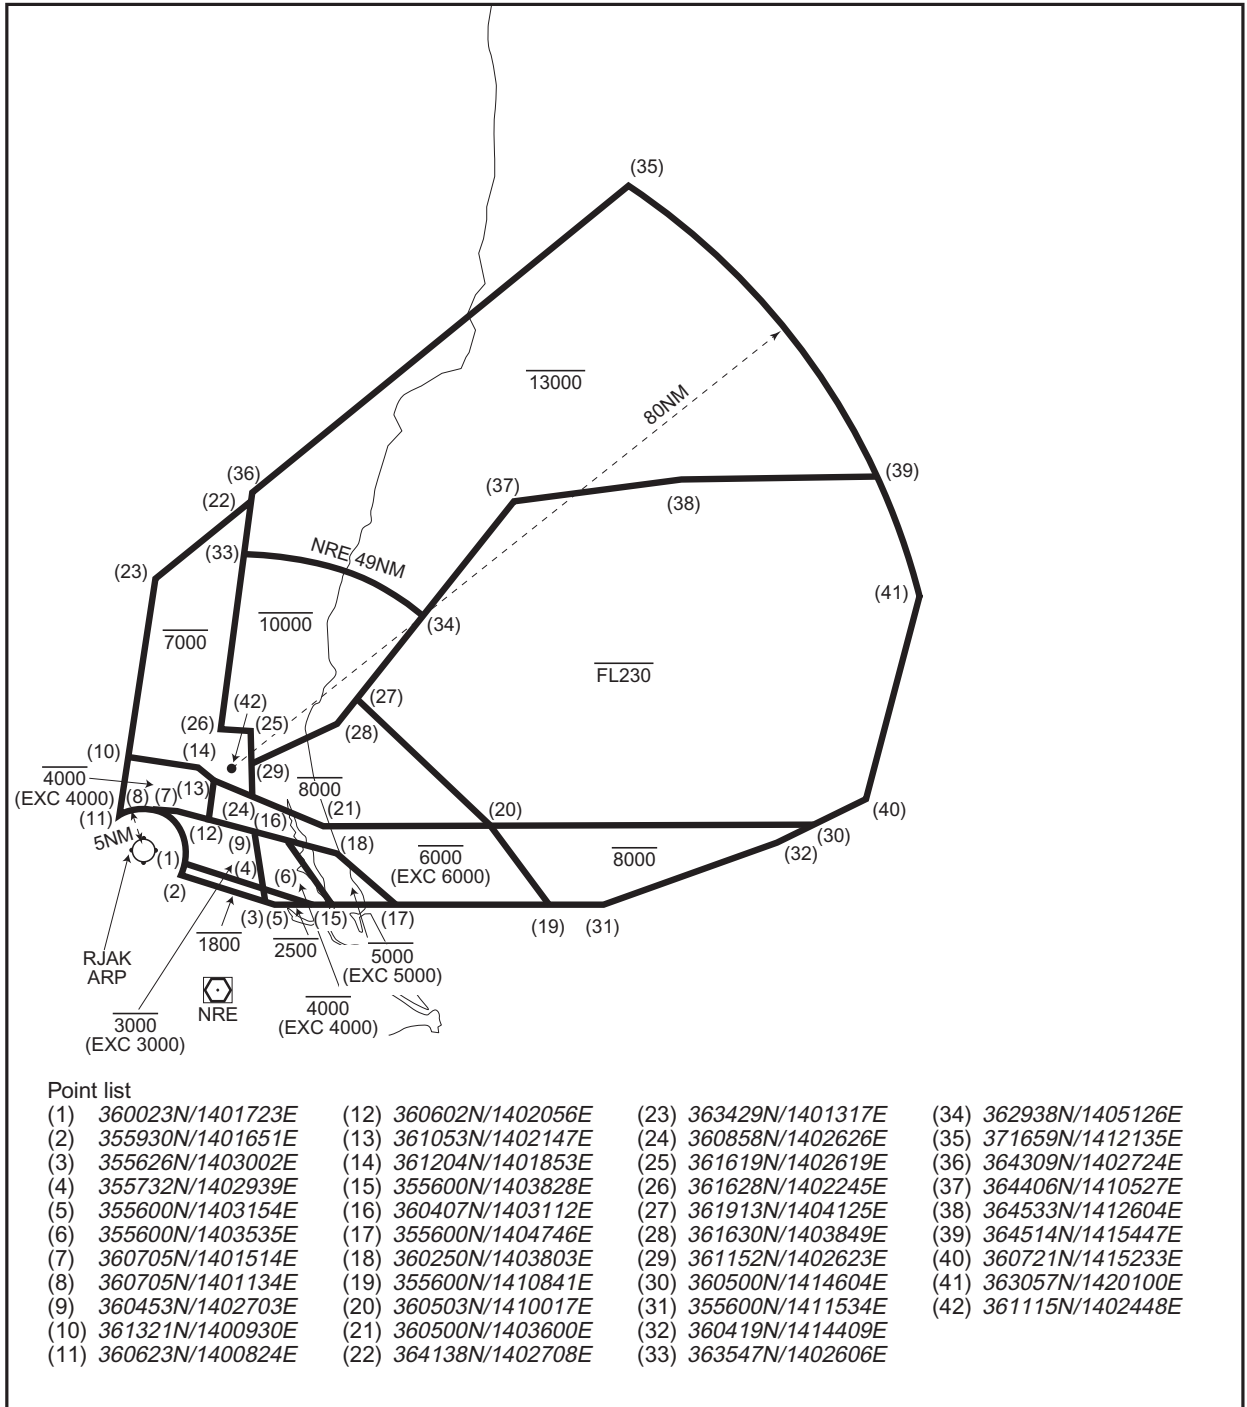 (35)
13000
80NM
(36)
(39)
(37)
(22)
(38)
(33)
NRE 49NM
(23)
(41)
10000
(34)
7000
FL230
(42)
(27)
(26)
(25)
(28)
(10)
(14)
(29)
4000
(EXC 4000)
(13)
8000
(8)
(7)
(40)
(24)
(21)
(20)
(11)
(16)
(12)
(30)
5NM
(9)
(18)
(32)
6000
(EXC 6000)
8000
(1)
(4)
(6)
(2)
(3)
(5)
(15)
(17)
(19)
(31)
1800
2500
5000
(EXC 5000)
RJAK
ARP
4000
(EXC 4000)
NRE
3000
(EXC 3000)
Point list
(1) 360023N/1401723E
(2) 355930N/1401651E
(3) 355626N/1403002E
(4) 355732N/1402939E
(5) 355600N/1403154E
(6) 355600N/1403535E
(7) 360705N/1401514E
(8) 360705N/1401134E
(9) 360453N/1402703E
(10) 361321N/1400930E
(11) 360623N/1400824E
(12) 360602N/1402056E
(13) 361053N/1402147E
(14) 361204N/1401853E
(15) 355600N/1403828E
(16) 360407N/1403112E
(17) 355600N/1404746E
(18) 360250N/1403803E
(19) 355600N/1410841E
(20) 360503N/1410017E
(21) 360500N/1403600E
(22) 364138N/1402708E
(23) 363429N/1401317E
(24) 360858N/1402626E
(25) 361619N/1402619E
(26) 361628N/1402245E
(27) 361913N/1404125E
(28) 361630N/1403849E
(29) 361152N/1402623E
(30) 360500N/1414604E
(31) 355600N/1411534E
(32) 360419N/1414409E
(33) 363547N/1402606E
(34) 362938N/1405126E
(35) 371659N/1412135E
(36) 364309N/1402724E
(37) 364406N/1410527E
(38) 364533N/1412604E
(39) 364514N/1415447E
(40) 360721N/1415233E
(41) 363057N/1420100E
(42) 361115N/1402448E